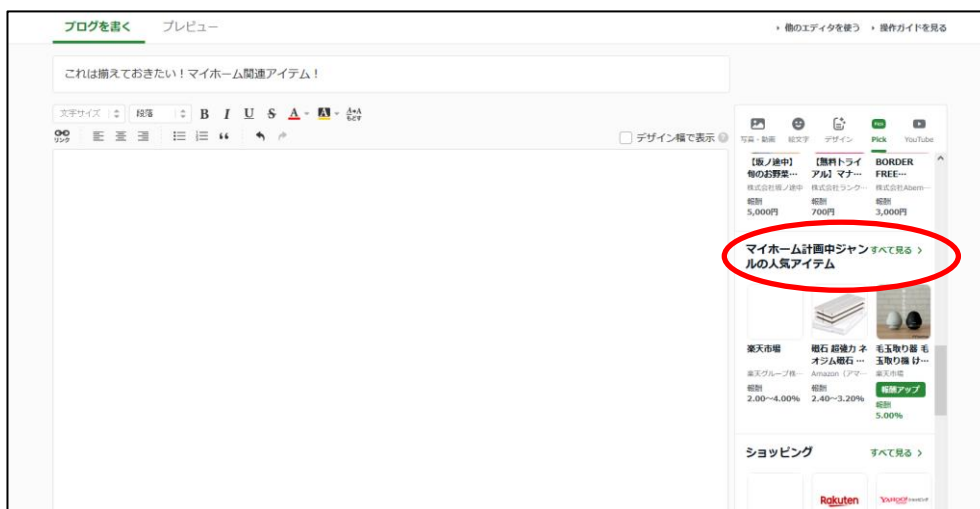 ブログを書く プレビュー
他のエディタを使う 操作ガイドを見る
これは揃えておきたい！マイホーム関連アイテム！
文字サイズ 段落 B I U S A A あ→A もどす
リンク
デザイン幅で表示
写真・動画 絵文字 デザイン Pick YouTube
【坂ノ途中】 【無料トライ BORDER
旬のお野菜… アル】マナ… FREE…
株式会社坂ノ途中 株式会社ランク… 株式会社Abern…
報酬 報酬 報酬
5,000円 700円 3,000円
マイホーム計画中ジャン すべて見る
ルの人気アイテム
楽天市場 磁石 超強力 ネ 毛玉取り器 毛
オジム磁石 … 玉取り機 け…
楽天グループ株… Amazon（アマ… 楽天市場
報酬 報酬 報酬アップ
2.00～4.00% 2.40～3.20% 報酬
5.00%
ショッピング すべて見る
Rakuten YAHOO!